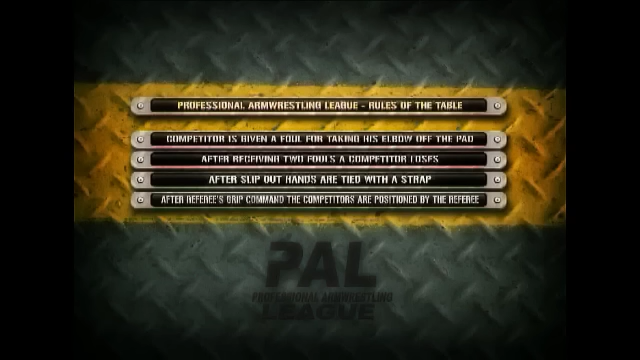 PROFESSIONAL ARMWRESTLING LEAGUE - RULES OF THE TABLE
COMPETITOR IS GIVEN A FOUL FOR TAKING HIS ELBOW OFF THE PAD
AFTER RECEIVING TWO FOULS A COMPETITOR LOSES
AFTER SLIP OUT HANDS ARE TIED WITH A STRAP
AFTER REFEREE'S GRIP COMMAND THE COMPETITORS ARE POSITIONED BY THE REFEREE
PAL
PROFESSIONAL ARMWRESTLING
LEAGUE